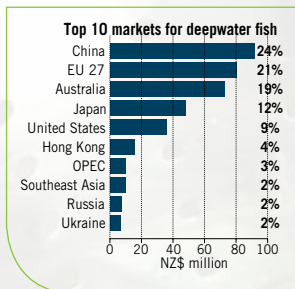 Top 10 markets for deepwater fish
China 24%
EU 27 21%
Australia 19%
Japan 12%
United States 9%
Hong Kong 4%
OPEC 3%
Southeast Asia 2%
Russia 2%
Ukraine 2%
0 20 40 60 80 100
NZ$ million